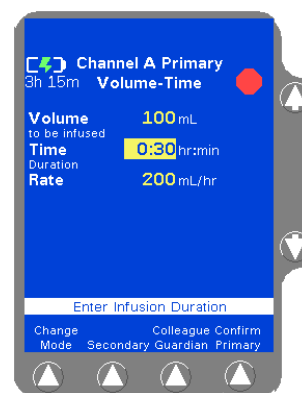 Channel A Primary
3h 15m Volume-Time
Volume 100 mL
to be infused
Time 0:30 hr:min
Duration
Rate 200 mL/hr
Enter Infusion Duration
Change Colleague Confirm
Mode Secondary Guardian Primary